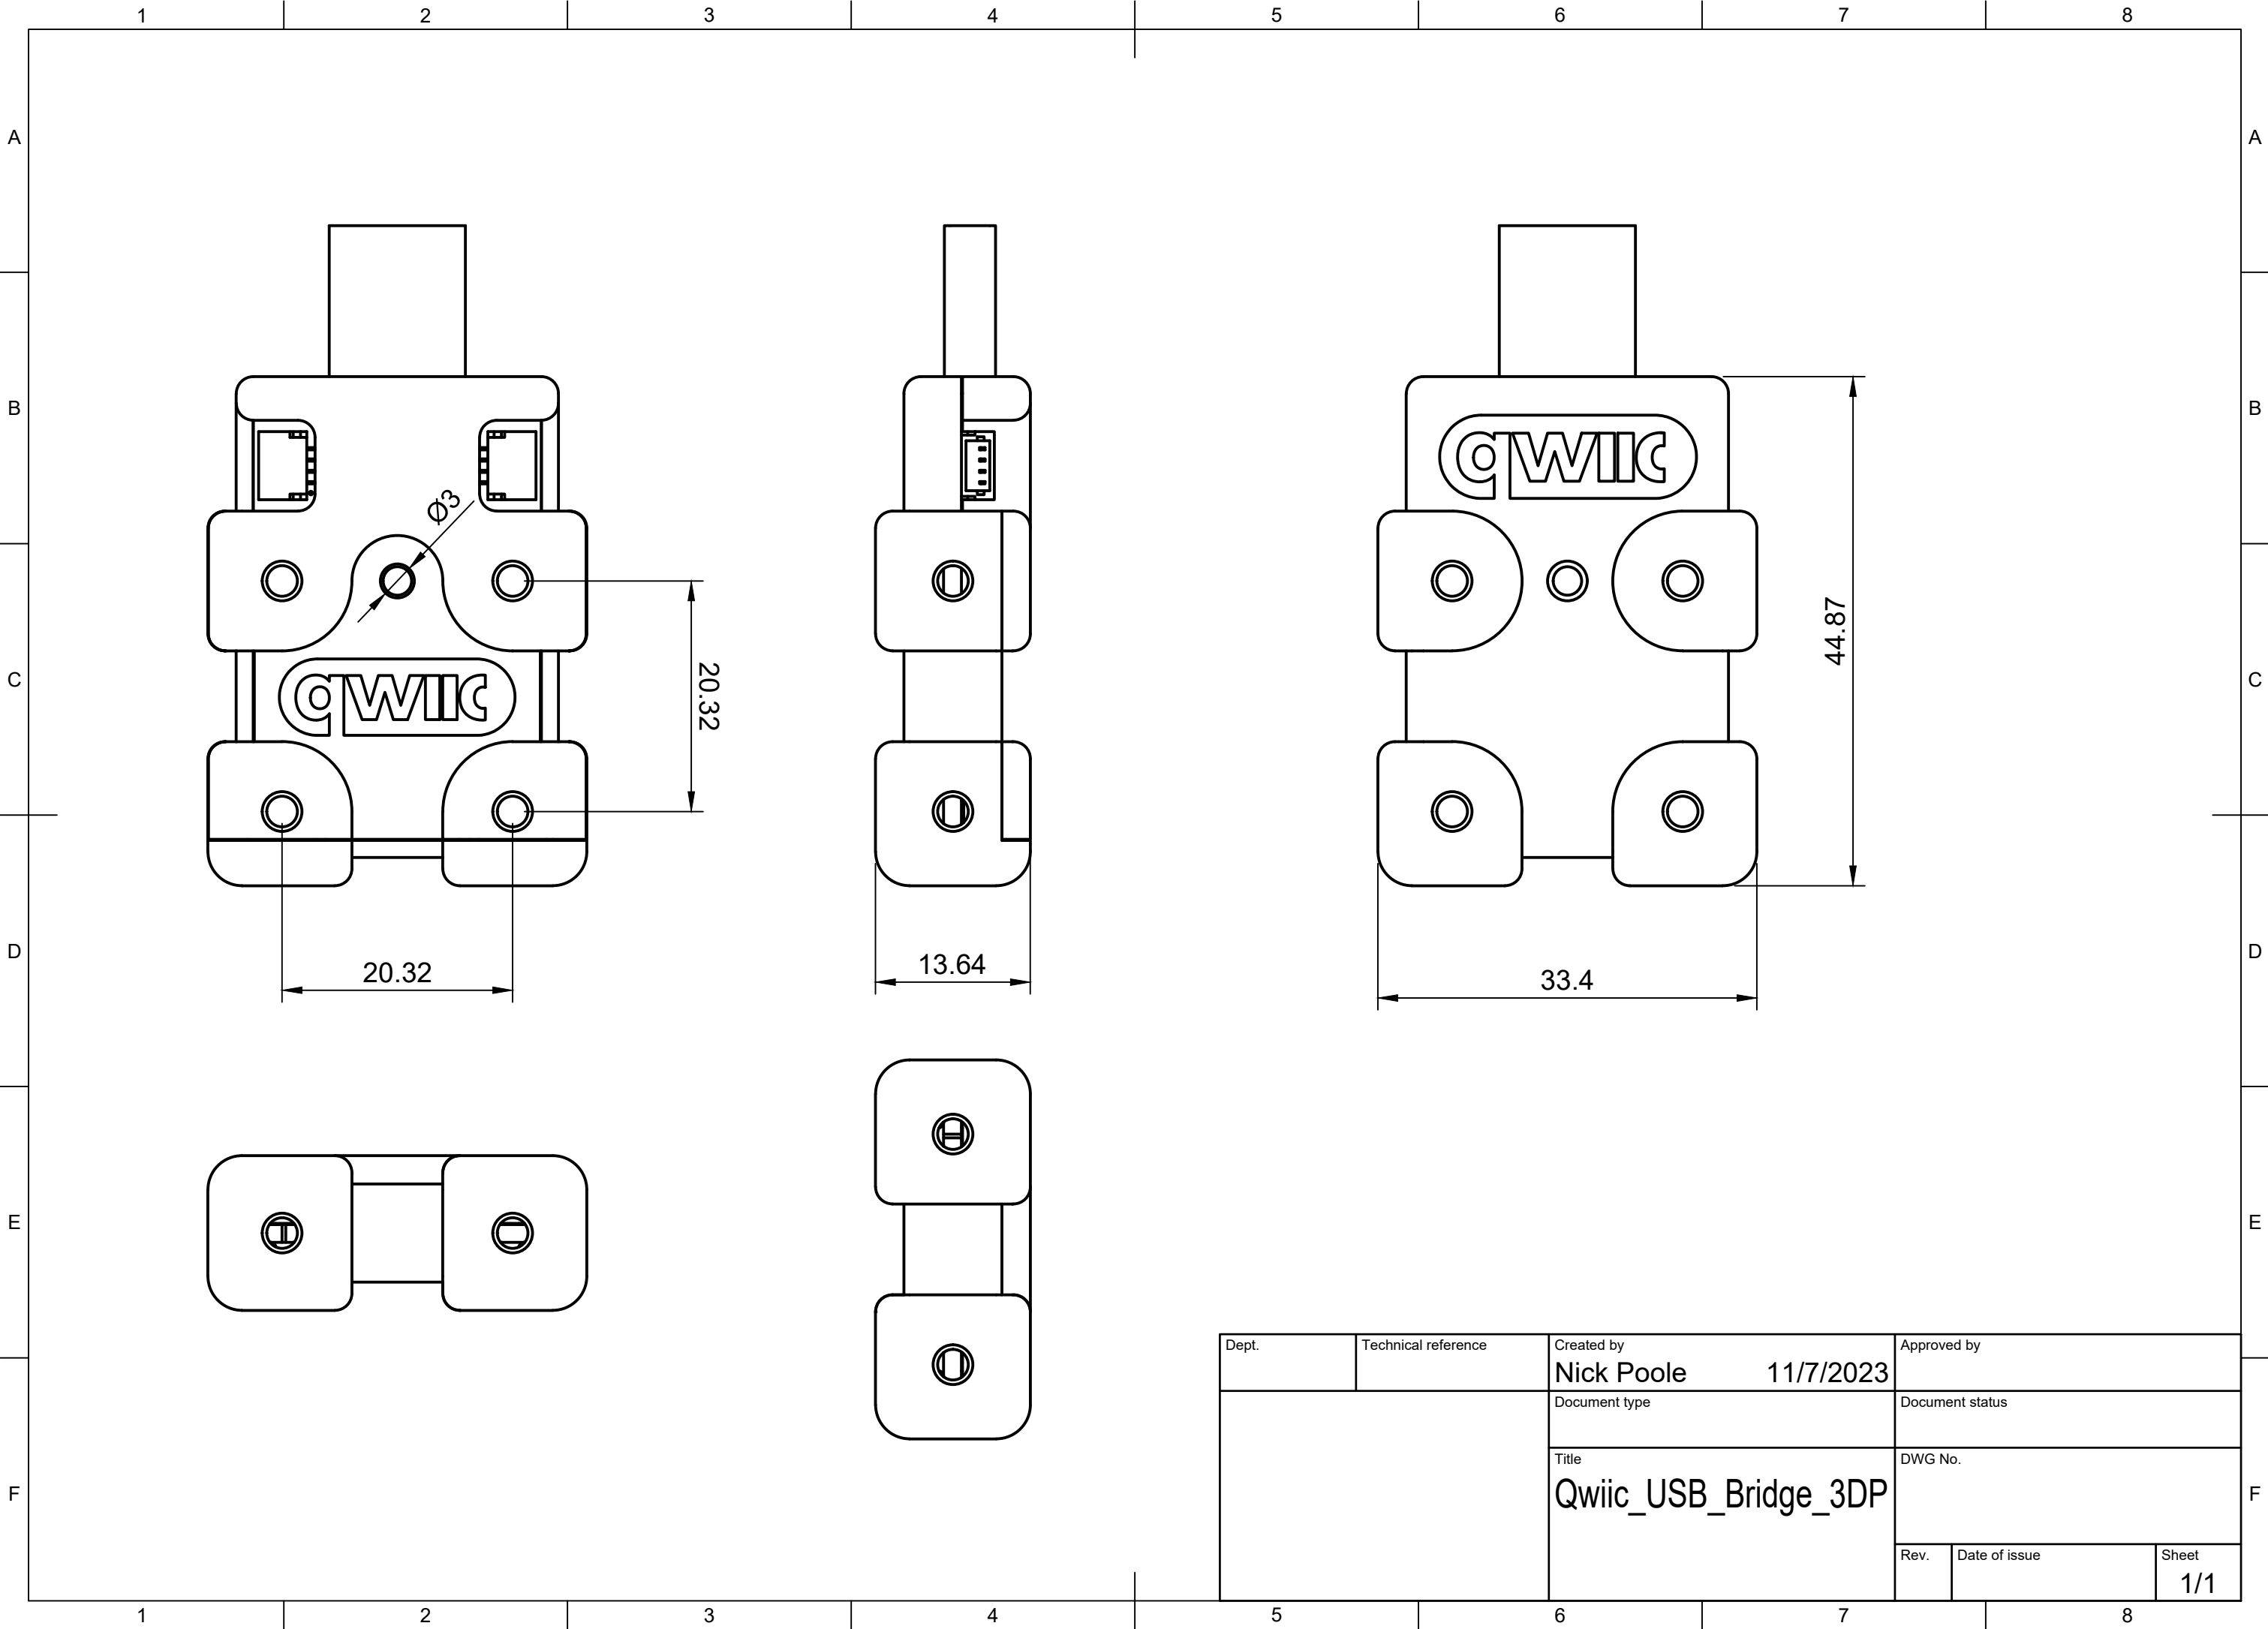 1 2 3 4 5 6 7 8
A A
B B
qwiic
Ø3
44.87
C C
20.32
qwiic
D D
20.32
13.64
33.4
E E
Dept. Technical reference Created by Approved by
Nick Poole 11/7/2023
Document type Document status
Title DWG No.
Qwiic_USB_Bridge_3DP
F F
Rev. Date of issue Sheet
1/1
1 2 3 4 5 6 7 8